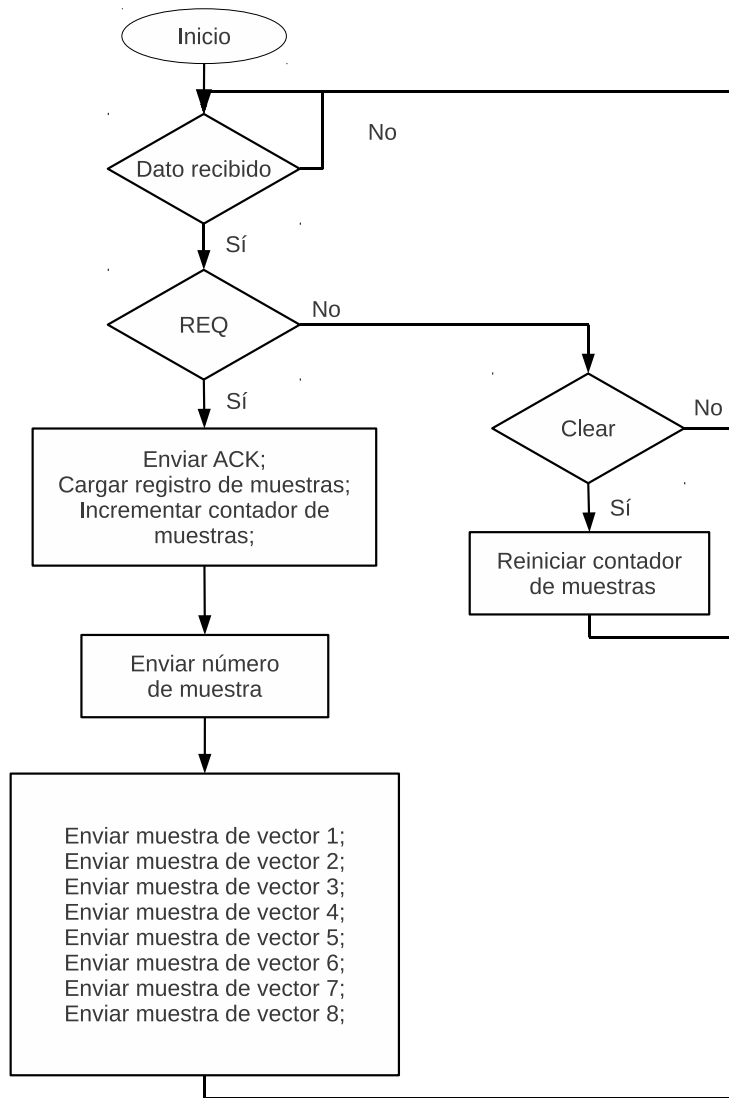 Inicio
No
Dato recibido
Sí
REQ
No
Sí
Clear
No
Enviar ACK;
Cargar registro de muestras;
Incrementar contador de
muestras;
Sí
Reiniciar contador
de muestras
Enviar número
de muestra
Enviar muestra de vector 1;
Enviar muestra de vector 2;
Enviar muestra de vector 3;
Enviar muestra de vector 4;
Enviar muestra de vector 5;
Enviar muestra de vector 6;
Enviar muestra de vector 7;
Enviar muestra de vector 8;